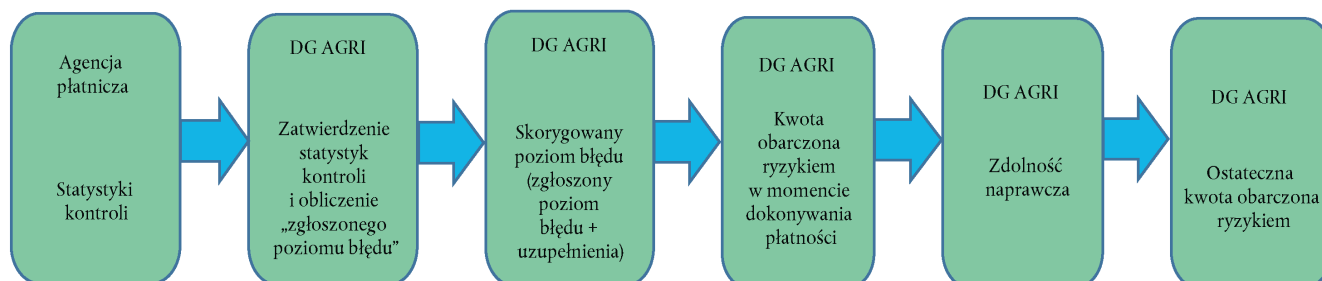 Agencja
płatnicza
Statystyki
kontroli
DG AGRI
Zatwierdzenie
statystyk
kontroli
i obliczenie
„zgłoszonego
poziomu błędu”
DG AGRI
Skorygowany
poziom błędu
(zgłoszony
poziom
błędu +
uzupełnienia)
DG AGRI
Kwota
obarczona
ryzykiem
w momencie
dokonywania
płatności
DG AGRI
Zdolność
naprawcza
DG AGRI
Ostateczna
kwota obarczona
ryzykiem